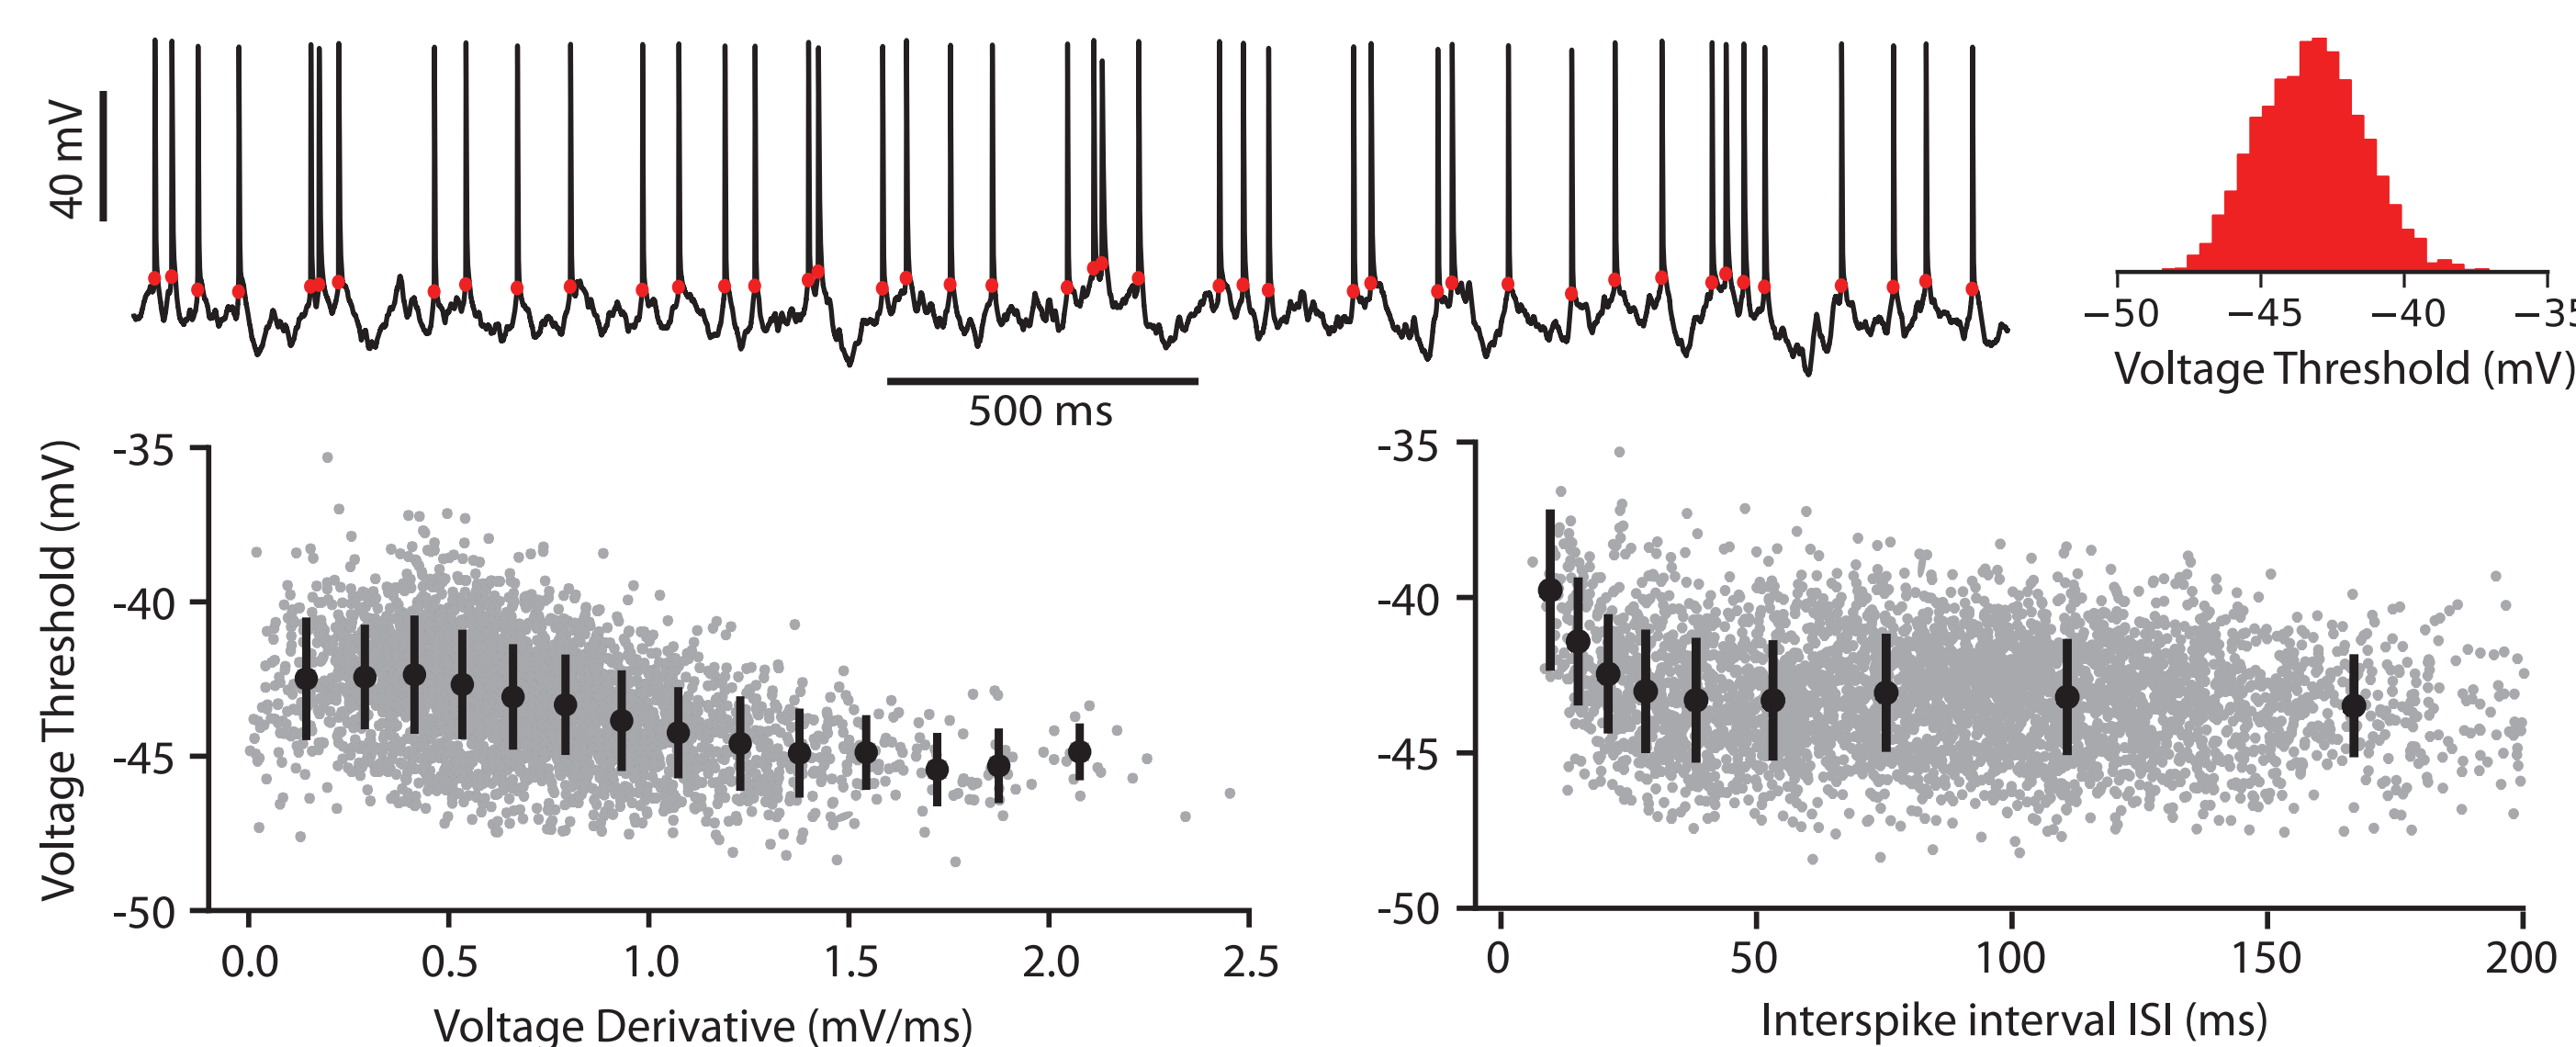 40 mV
500 ms
−50 −45 −40 −35
Voltage Threshold (mV)
Voltage Threshold (mV)
-35
-40
-45
-50
0.0 0.5 1.0 1.5 2.0 2.5
Voltage Derivative (mV/ms)
-35
-40
-45
-50
0 50 100 150 200
Interspike interval ISI (ms)